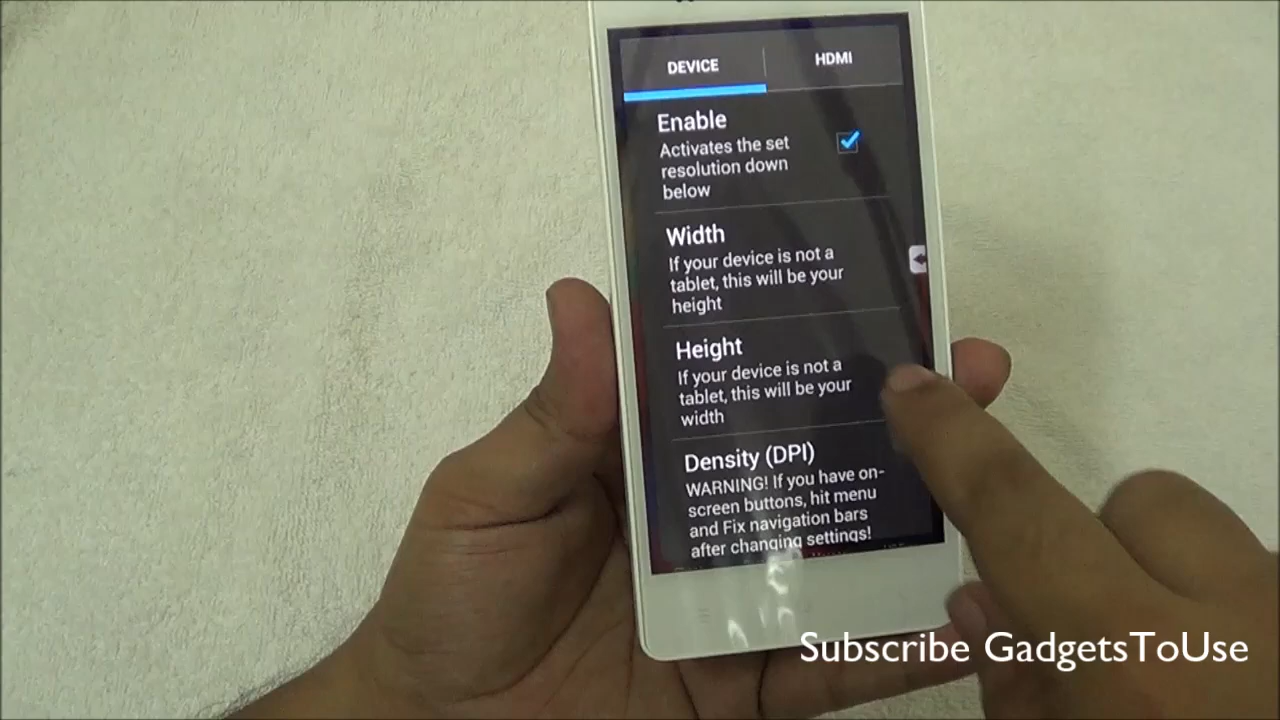 DEVICE
HDMI
Enable
Activates the set
resolution down
below
Width
If your device is not a
tablet, this will be your
height
Height
If your device is not a
tablet, this will be your
width
Density (DPI)
WARNING! If you have on-
screen buttons, hit menu
and Fix navigation bars
after changing settings!
Subscribe GadgetsToUse